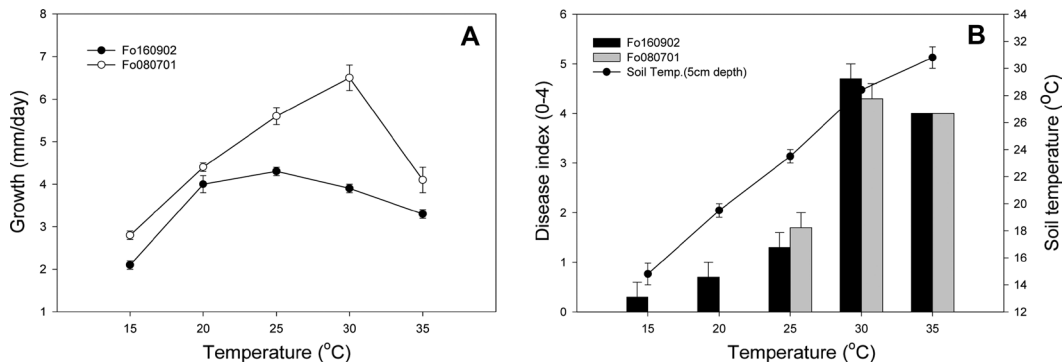 A
Fo160902
Fo080701
Growth (mm/day)
8
7
6
5
4
3
2
1
15 20 25 30 35
Temperature (°C)
B
Fo160902
Fo080701
Soil Temp.(5cm depth)
Disease index (0-4)
6
5
4
3
2
1
0
Soil temperature (°C)
34
32
30
28
26
24
22
20
18
16
14
12
15 20 25 30 35
Temperature (°C)